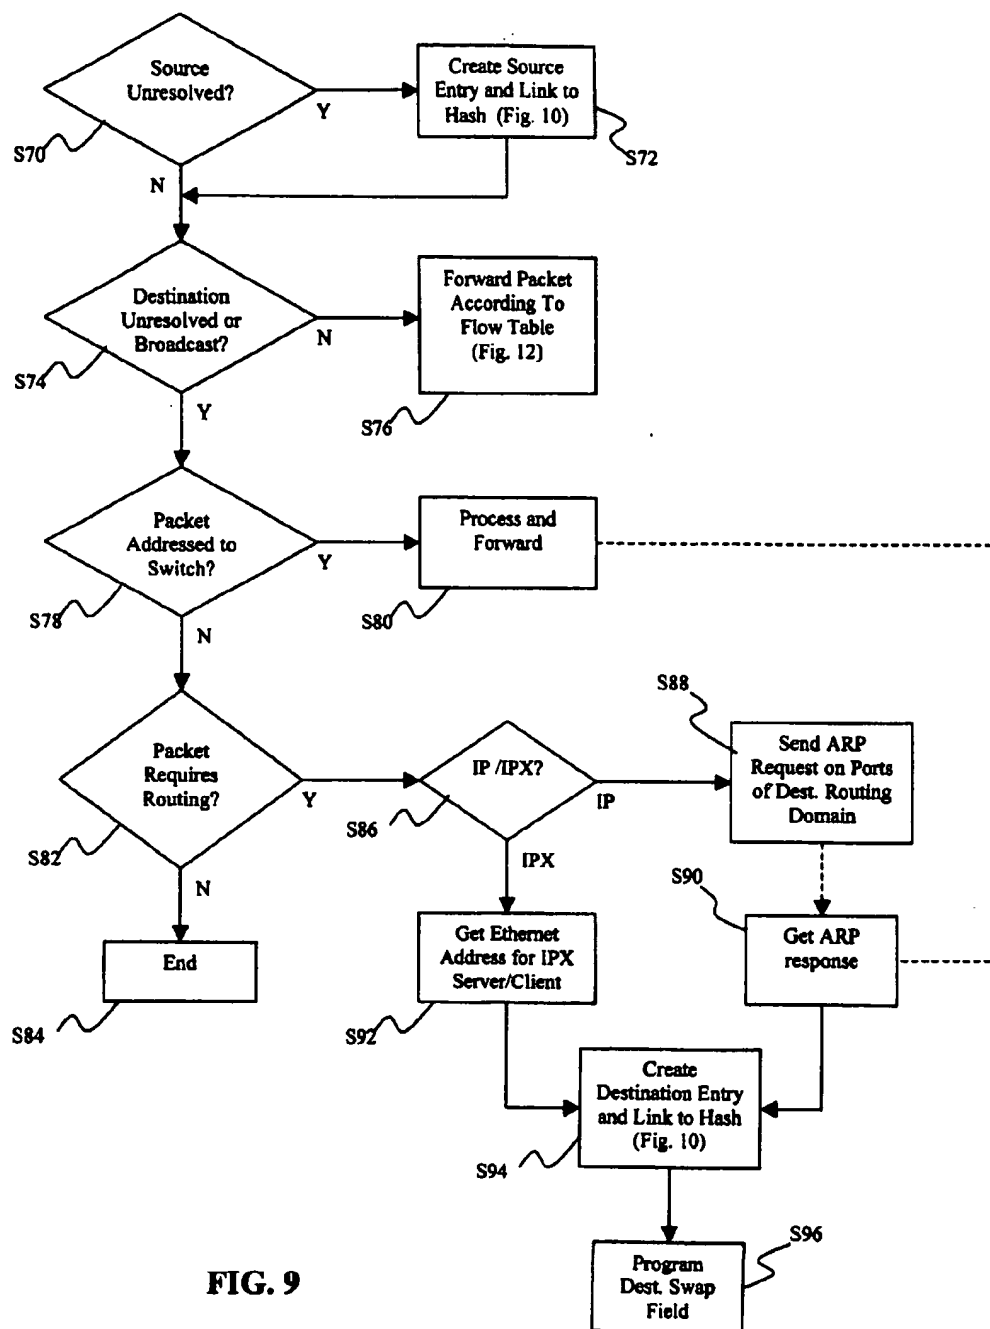 Source
Unresolved?
Y
S70
N
Create Source
Entry and Link to
Hash (Fig. 10)
S72
Destination
Unresolved or
Broadcast?
N
S74
Y
Forward Packet
According To
Flow Table
(Fig. 12)
S76
Packet
Addressed to
Switch?
Y
S78
N
Process and
Forward
S80
Packet
Requires
Routing?
Y
S82
N
End
S84
IP /IPX?
IP
S86
IPX
S88
Send ARP
Request on Ports
of Dest. Routing
Domain
S90
Get ARP
response
Get Ethernet
Address for IPX
Server/Client
S92
Create
Destination Entry
and Link to Hash
(Fig. 10)
S94
S96
Program
Dest. Swap
Field
FIG. 9